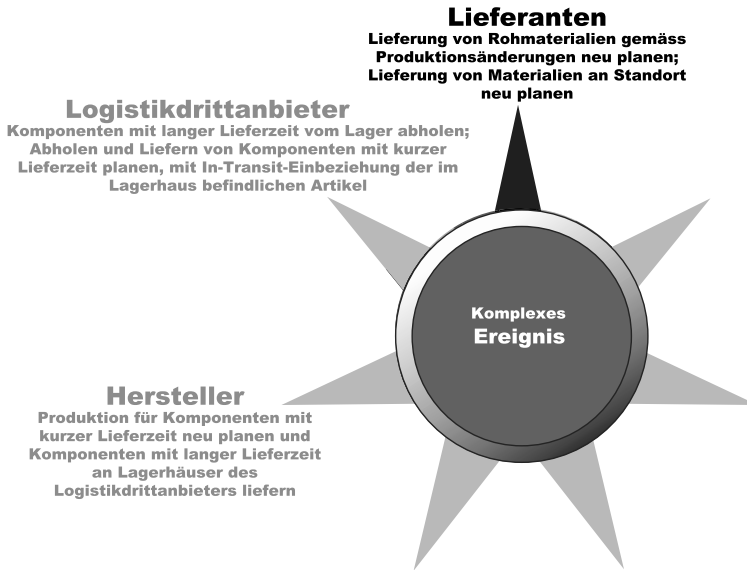 Lieferanten
Lieferung von Rohmaterialien gemäss
Produktionsänderungen neu planen;
Lieferung von Materialien an Standort
neu planen
Logistikdrittanbieter
Komponenten mit langer Lieferzeit vom Lager abholen;
Abholen und Liefern von Komponenten mit kurzer
Lieferzeit planen, mit In-Transit-Einbeziehung der im
Lagerhaus befindlichen Artikel
Komplexes
Ereignis
Hersteller
Produktion für Komponenten mit
kurzer Lieferzeit neu planen und
Komponenten mit langer Lieferzeit
an Lagerhäuser des
Logistikdrittanbieters liefern